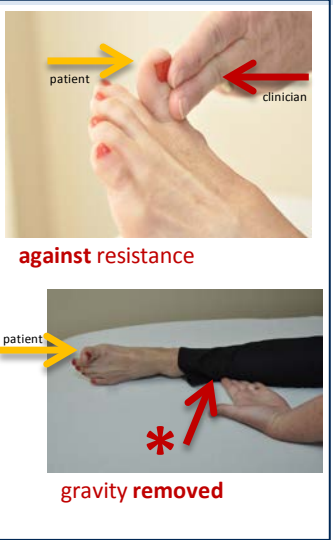 patient
clinician
against resistance
patient
*
gravity removed